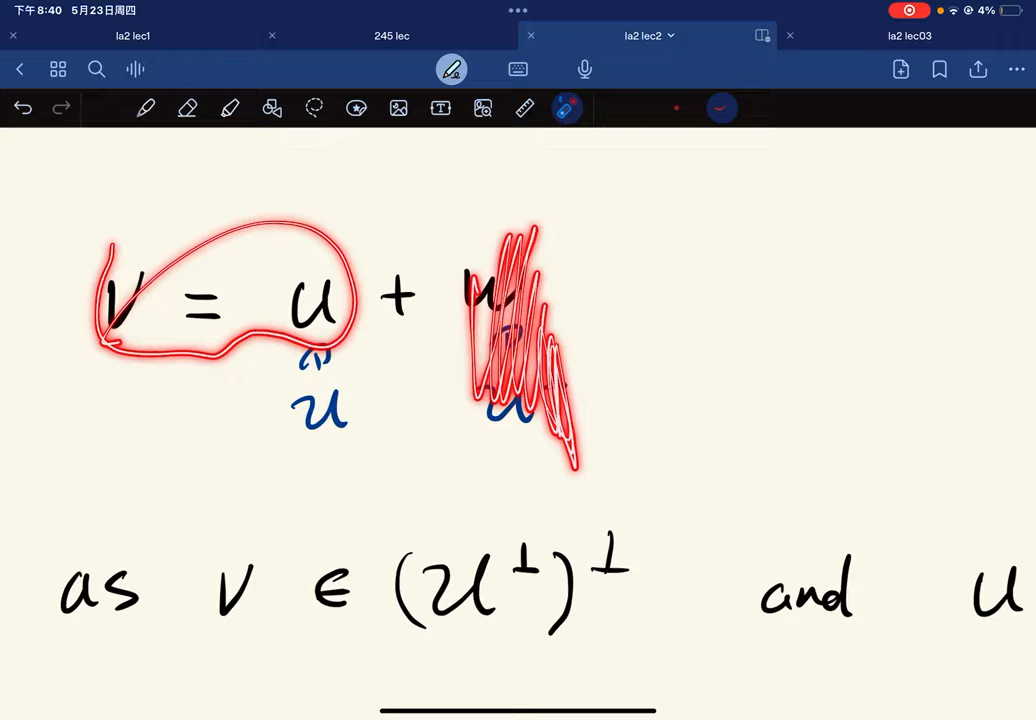 下午8:40 5月23日周四 4%
la2 lec1 245 lec la2 lec2 la2 lec03
v = u +
u u
as v ∈ (U⊥)⊥ and u